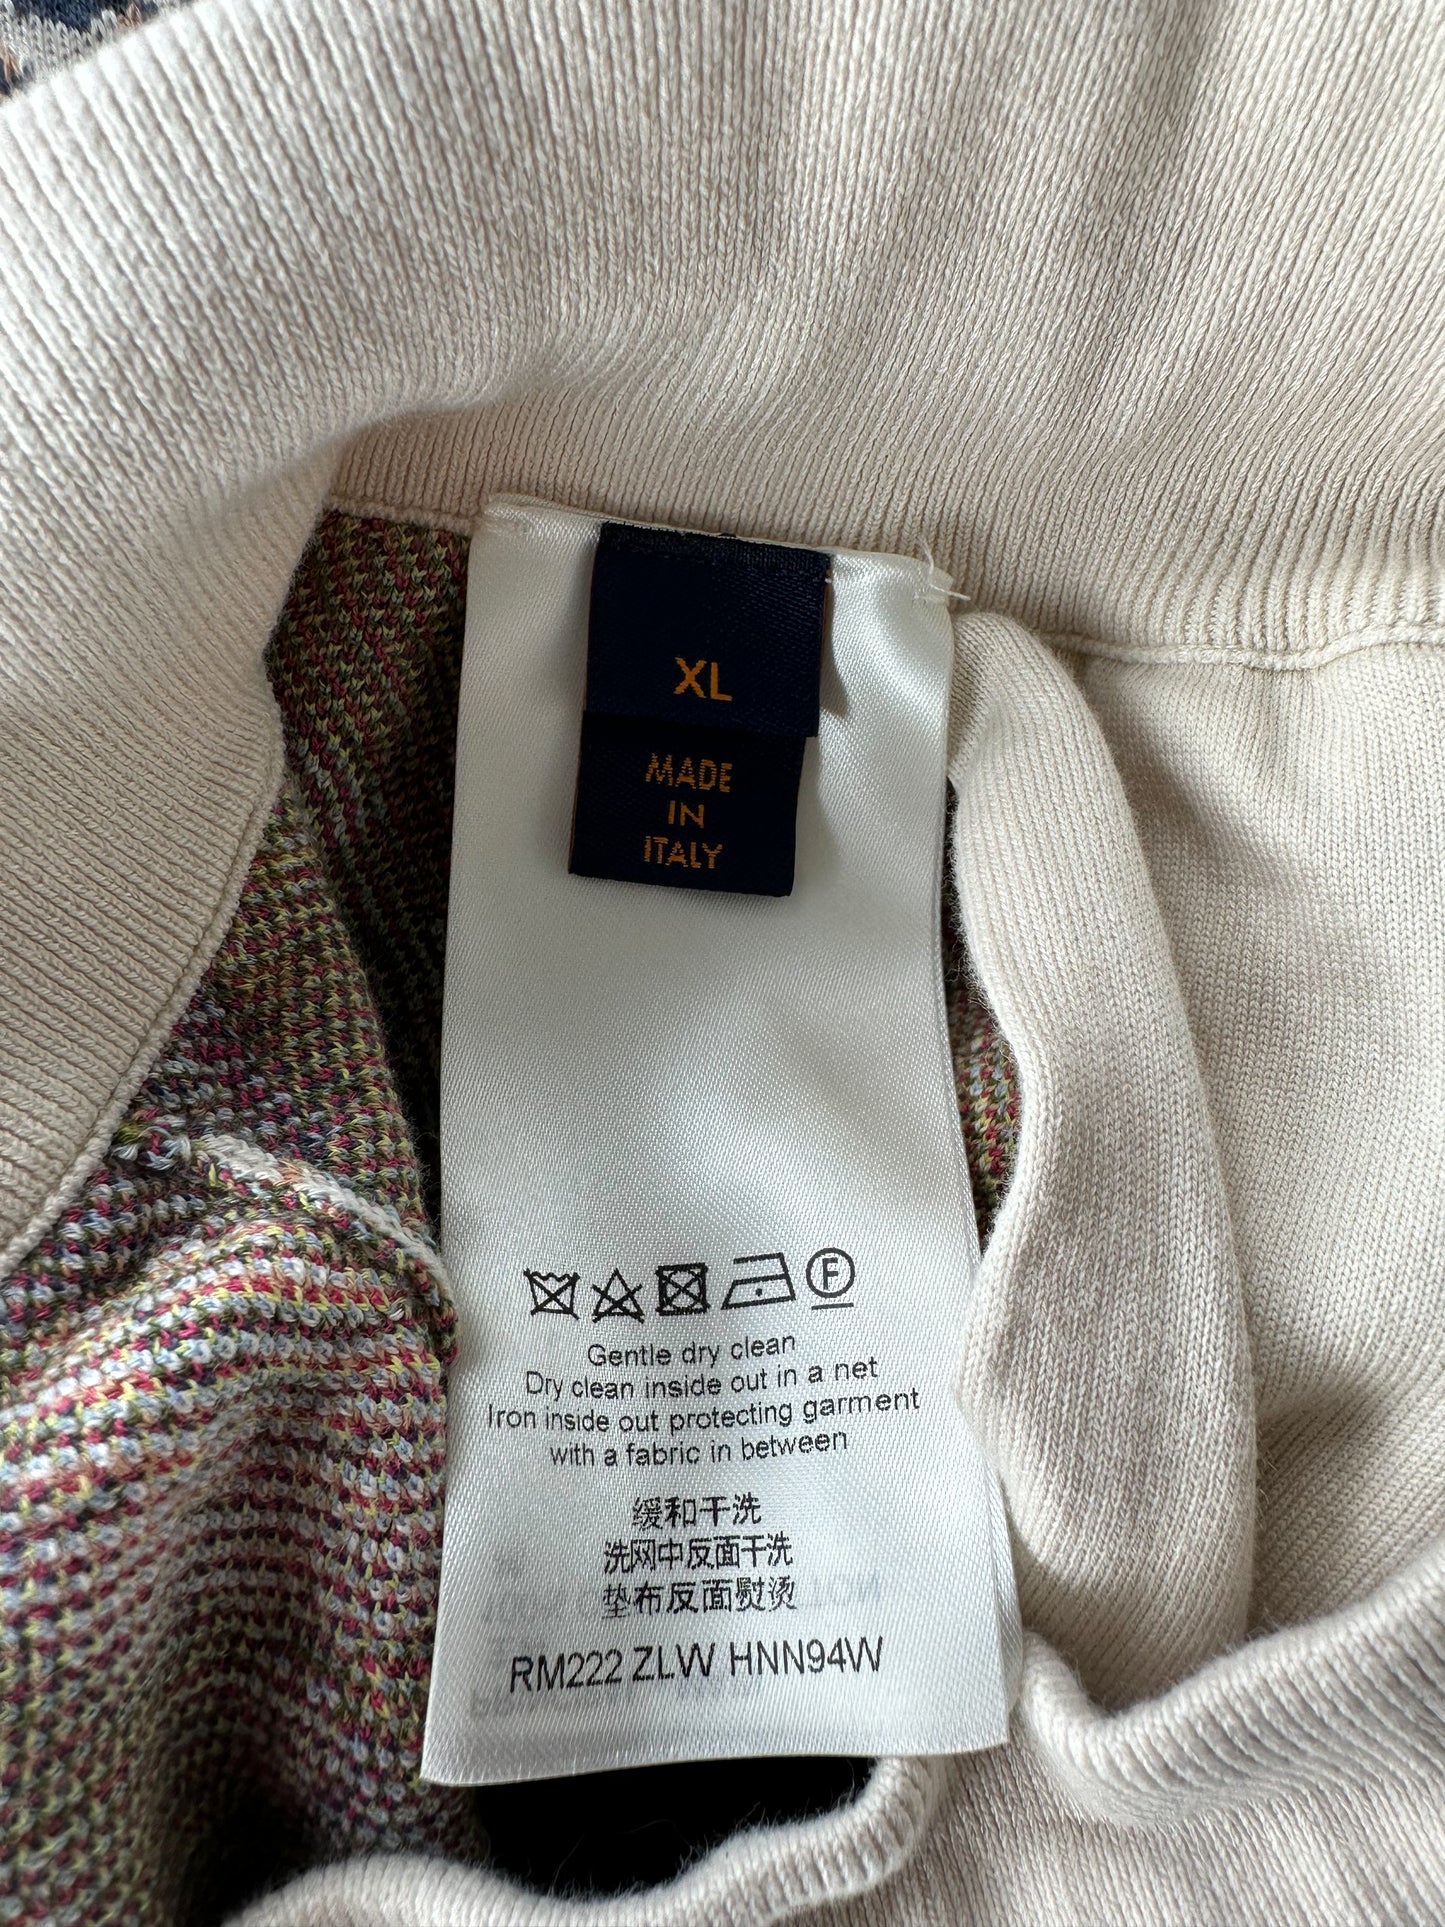 XL
MADE
IN
ITALY
F
Gentle dry clean
Dry clean inside out in a net
Iron inside out protecting garment
with a fabric in between
缓和干洗
洗网中反面干洗
垫布反面熨烫
RM222 ZLW HNN94W